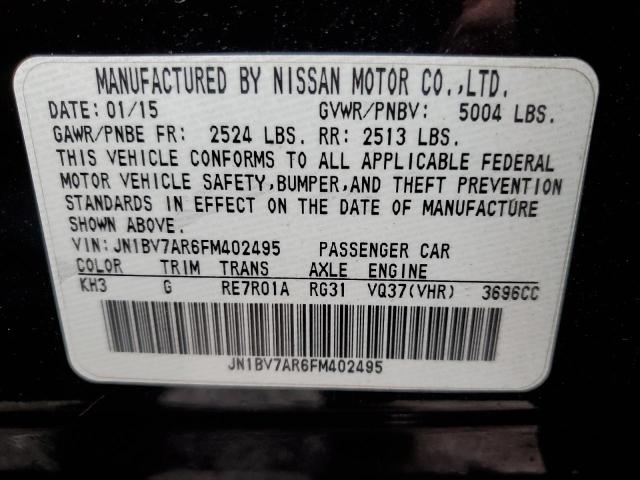 MANUFACTURED BY NISSAN MOTOR CO.,LTD.
DATE: 01/15 GVWR/PNBV: 5004 LBS.
GAWR/PNBE FR: 2524 LBS. RR: 2513 LBS.
THIS VEHICLE CONFORMS TO ALL APPLICABLE FEDERAL
MOTOR VEHICLE SAFETY,BUMPER,AND THEFT PREVENTION
STANDARDS IN EFFECT ON THE DATE OF MANUFACTURE
SHOWN ABOVE.
VIN: JN1BV7AR6FM402495 PASSENGER CAR
COLOR TRIM TRANS AXLE ENGINE
KH3 G RE7R01A RG31 VQ37(VHR) 3696CC
JN1BV7AR6FM402495